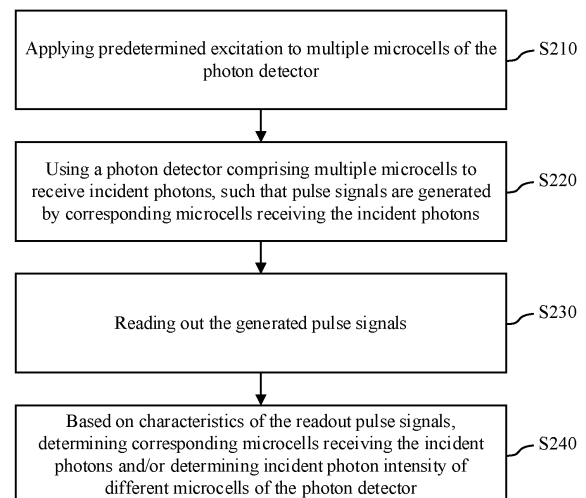 Applying predetermined excitation to multiple microcells of the
photon detector
S210
Using a photon detector comprising multiple microcells to
receive incident photons, such that pulse signals are generated
by corresponding microcells receiving the incident photons
S220
Reading out the generated pulse signals
S230
Based on characteristics of the readout pulse signals,
determining corresponding microcells receiving the incident
photons and/or determining incident photon intensity of
different microcells of the photon detector
S240